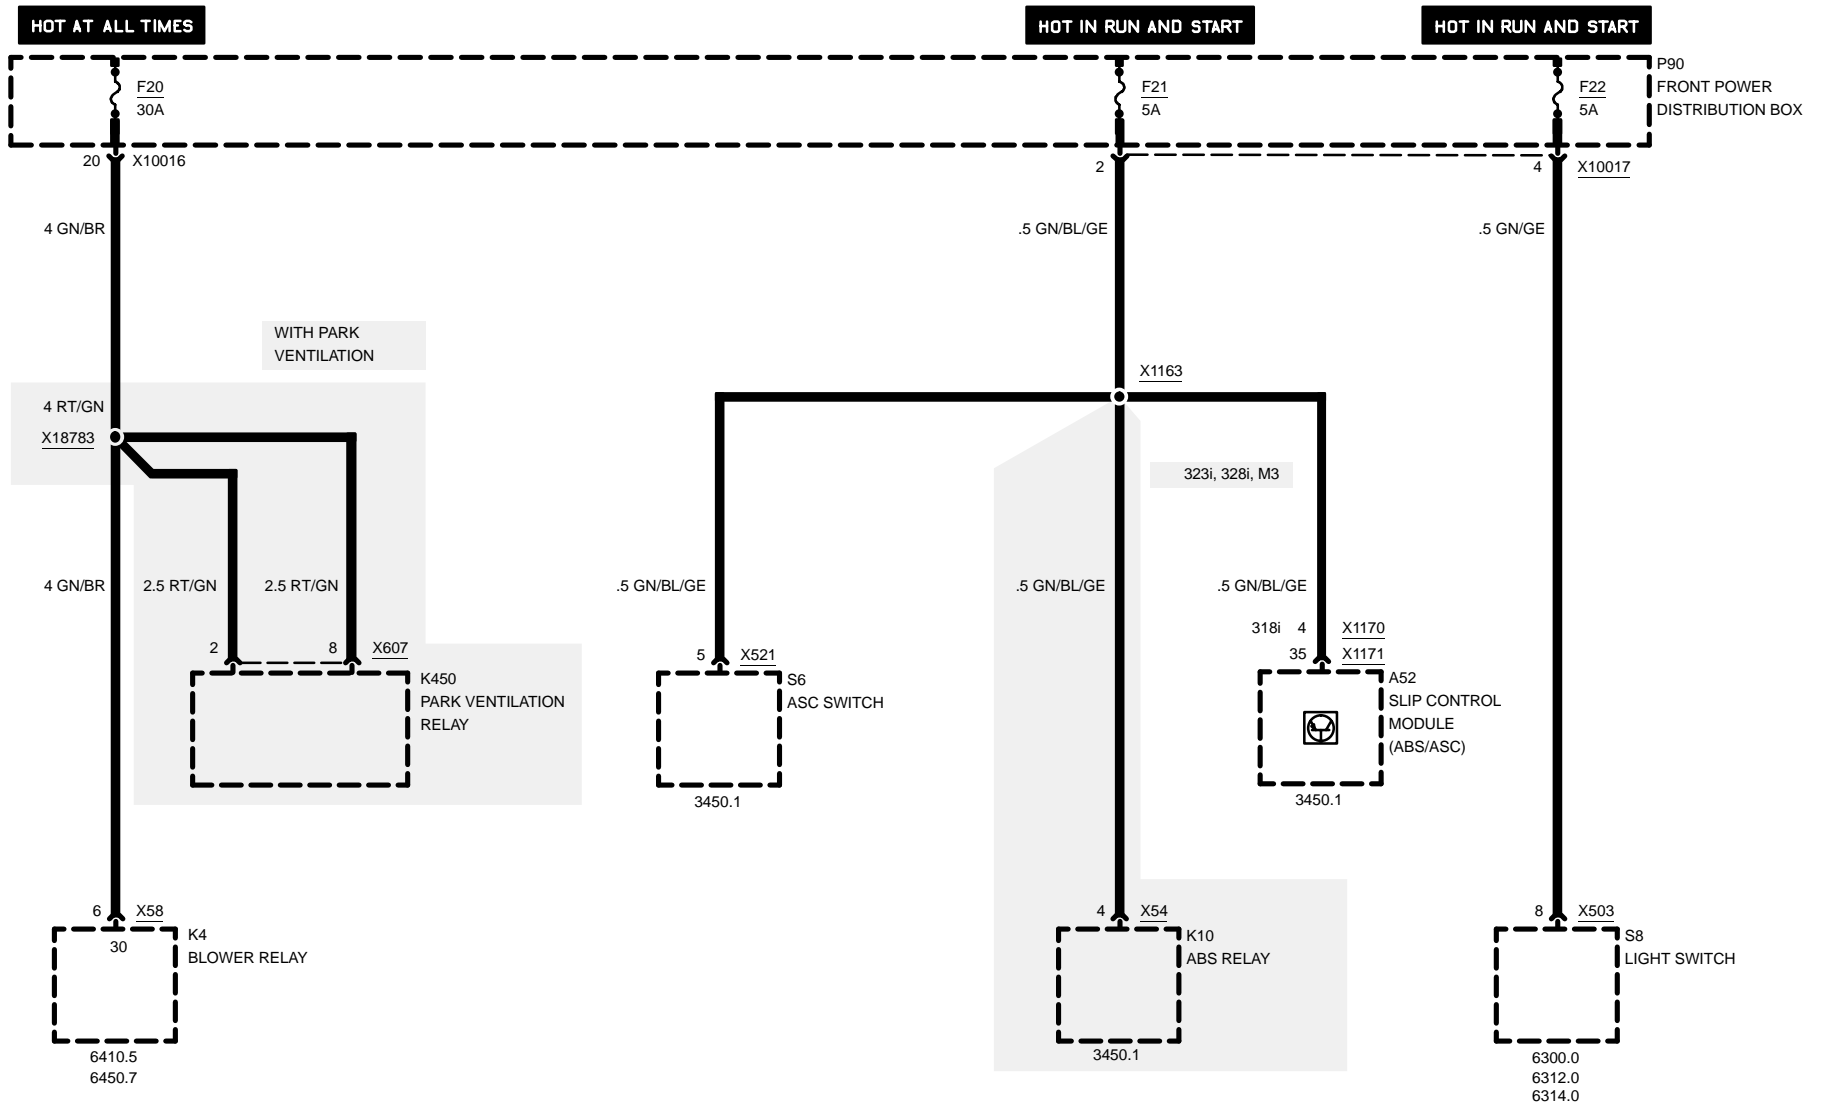 HOT AT ALL TIMES
HOT IN RUN AND START
HOT IN RUN AND START
F20
30A
F21
5A
F22
5A
P90
FRONT POWER
DISTRIBUTION BOX
20
X10016
2
4
X10017
4 GN/BR
.5 GN/BL/GE
.5 GN/GE
WITH PARK
VENTILATION
X1163
4 RT/GN
X18783
323i, 328i, M3
4 GN/BR
2.5 RT/GN
2.5 RT/GN
.5 GN/BL/GE
.5 GN/BL/GE
.5 GN/BL/GE
318i 4 X1170
2
8
X607
5
X521
35 X1171
K450
PARK VENTILATION
RELAY
S6
ASC SWITCH
A52
SLIP CONTROL
MODULE
(ABS/ASC)
3450.1
3450.1
6
X58
4
X54
8
X503
30
K4
BLOWER RELAY
K10
ABS RELAY
S8
LIGHT SWITCH
6410.5
6450.7
3450.1
6300.0
6312.0
6314.0